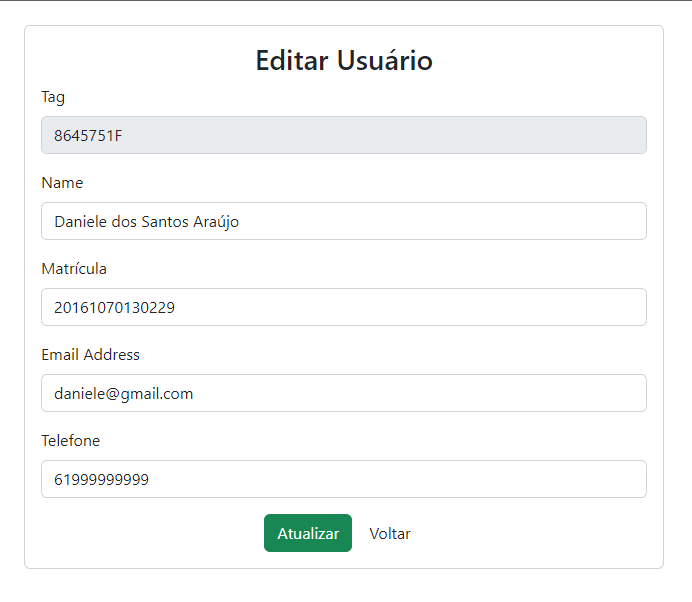 Editar Usuário
Tag
8645751F
Name
Daniele dos Santos Araújo
Matrícula
20161070130229
Email Address
daniele@gmail.com
Telefone
61999999999
Atualizar Voltar